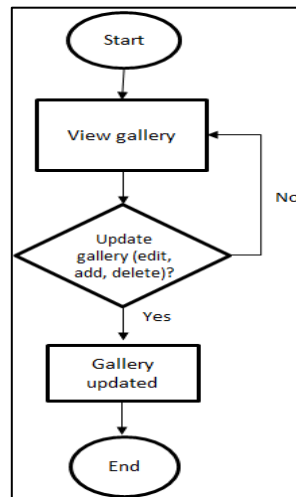 Start
View gallery
No
Update
gallery (edit,
add, delete)?
Yes
Gallery
updated
End